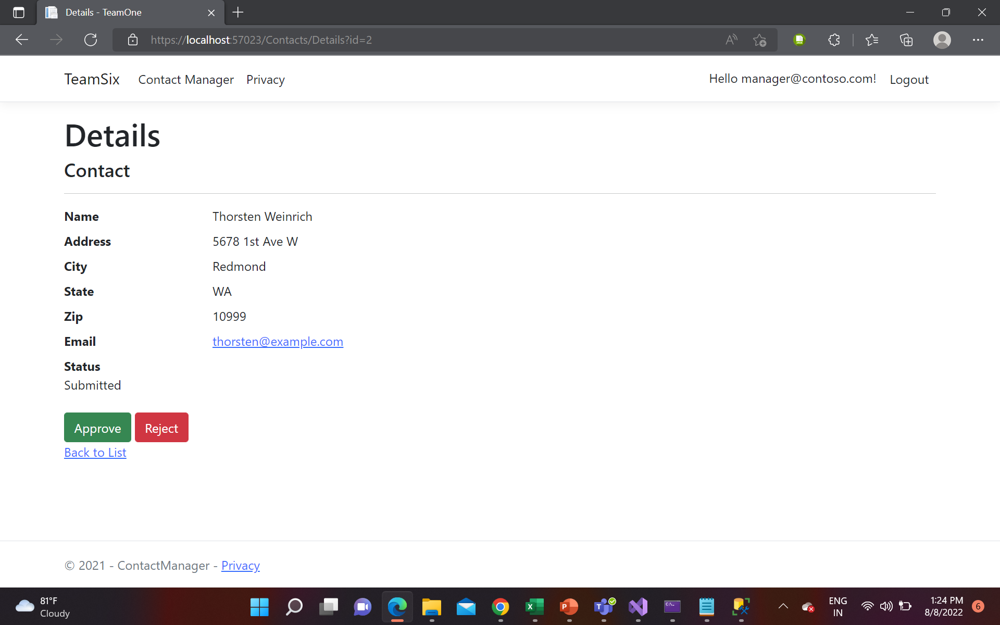 Details - TeamOne
https://localhost:57023/Contacts/Details?id=2
TeamSix Contact Manager Privacy Hello manager@contoso.com! Logout
Details
Contact
Name Thorsten Weinrich
Address 5678 1st Ave W
City Redmond
State WA
Zip 10999
Email thorsten@example.com
Status
Submitted
Approve Reject
Back to List
© 2021 - ContactManager - Privacy
81°F
Cloudy
ENG
IN
1:24 PM
8/8/2022
6